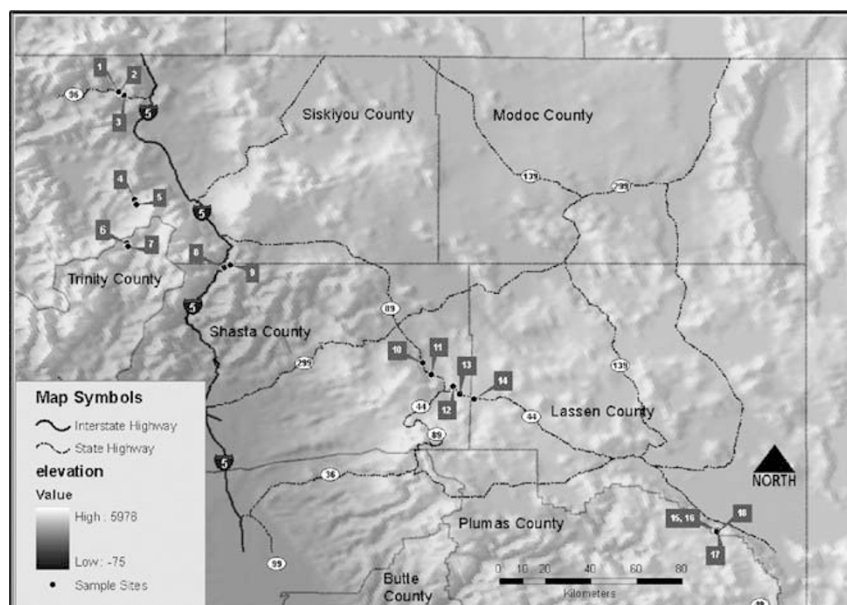 1
2
96
3
5
Siskiyou County
Modoc County
139
299
4
5
5
6
7
8
9
Trinity County
5
89
Shasta County
299
10
11
13
14
139
12
44
Lassen County
44
89
5
36
Map Symbols
Interstate Highway
State Highway
elevation
Value
High : 5978
Low: -75
Sample Sites
NORTH
Plumas County
15, 16
18
17
99
Butte
County
0 20 40 60 80
Kilometers